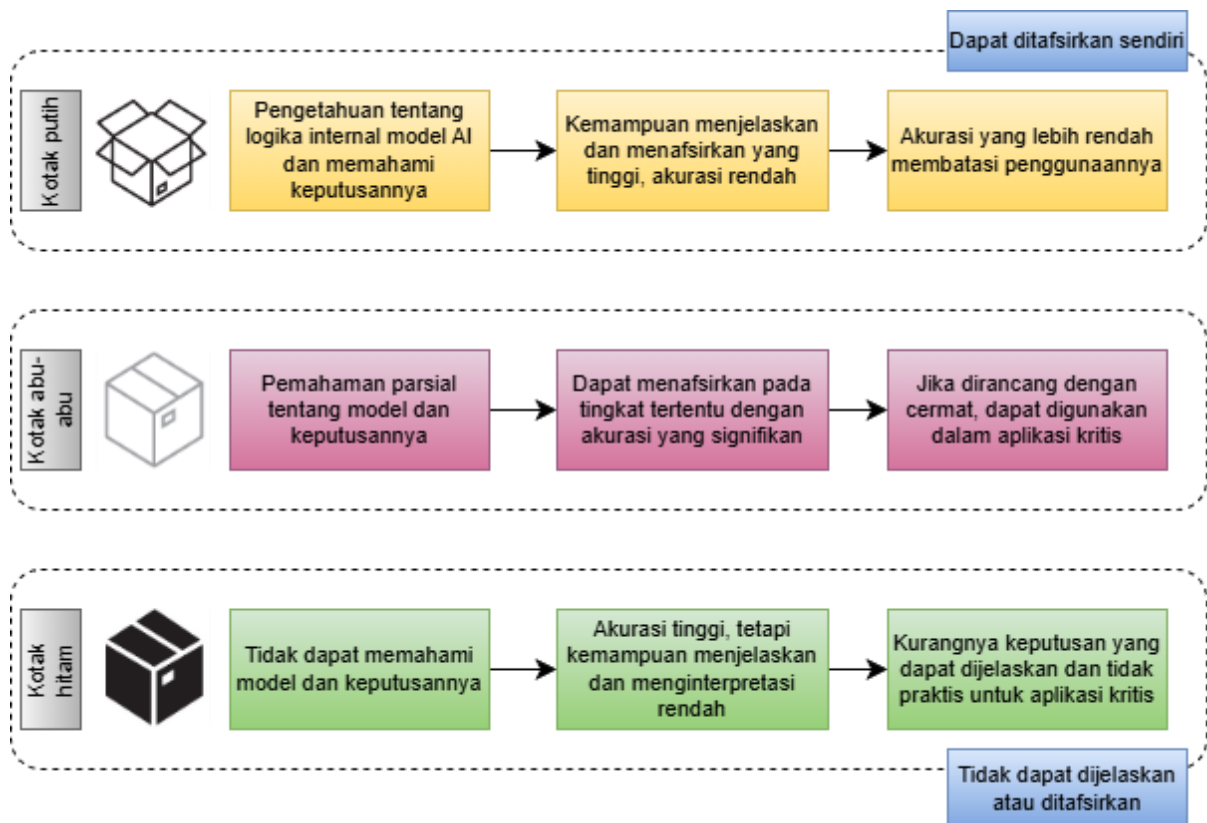 Dapat ditafsirkan sendiri
Kotak putih
Pengetahuan tentang
logika internal model AI
dan memahami
keputusannya
Kemampuan menjelaskan
dan menafsirkan yang
tinggi, akurasi rendah
Akurasi yang lebih rendah
membatasi penggunaannya
Kotak abu-
abu
Pemahaman parsial
tentang model dan
keputusannya
Dapat menafsirkan pada
tingkat tertentu dengan
akurasi yang signifikan
Jika dirancang dengan
cermat, dapat digunakan
dalam aplikasi kritis
Kotak
hitam
Tidak dapat memahami
model dan keputusannya
Akurasi tinggi, tetapi
kemampuan menjelaskan
dan menginterpretasi
rendah
Kurangnya keputusan yang
dapat dijelaskan dan tidak
praktis untuk aplikasi kritis
Tidak dapat dijelaskan
atau ditafsirkan